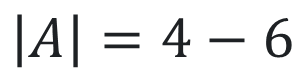 |A| = 4 − 6